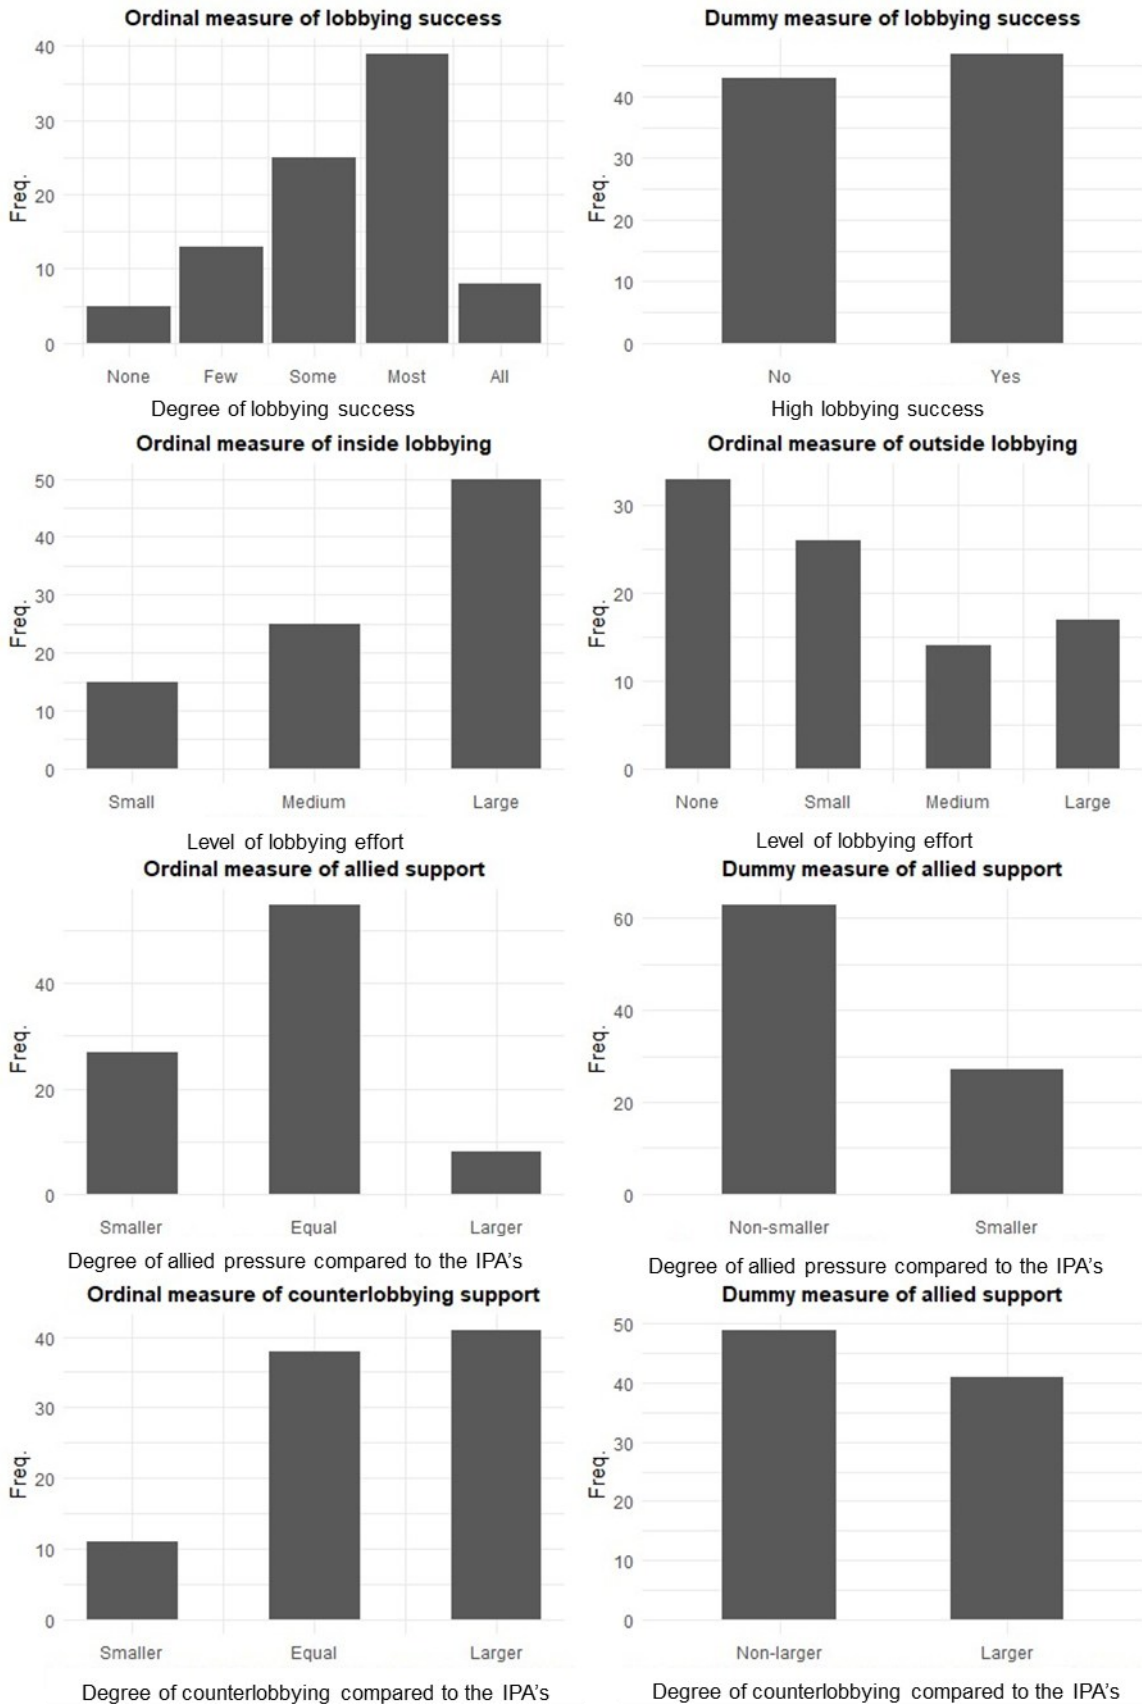 Ordinal measure of lobbying success
Freq.
40
30
20
10
0
None Few Some Most All
Degree of lobbying success
Dummy measure of lobbying success
Freq.
40
30
20
10
0
No Yes
High lobbying success
Ordinal measure of inside lobbying
Freq.
50
40
30
20
10
0
Small Medium Large
Level of lobbying effort
Ordinal measure of outside lobbying
Freq.
30
20
10
0
None Small Medium Large
Level of lobbying effort
Ordinal measure of allied support
Freq.
40
20
0
Smaller Equal Larger
Degree of allied pressure compared to the IPA's
Dummy measure of allied support
Freq.
60
40
20
0
Non-smaller Smaller
Degree of allied pressure compared to the IPA's
Ordinal measure of counterlobbying support
Freq.
40
30
20
10
0
Smaller Equal Larger
Degree of counterlobbying compared to the IPA's
Dummy measure of allied support
Freq.
50
40
30
20
10
0
Non-larger Larger
Degree of counterlobbying compared to the IPA's